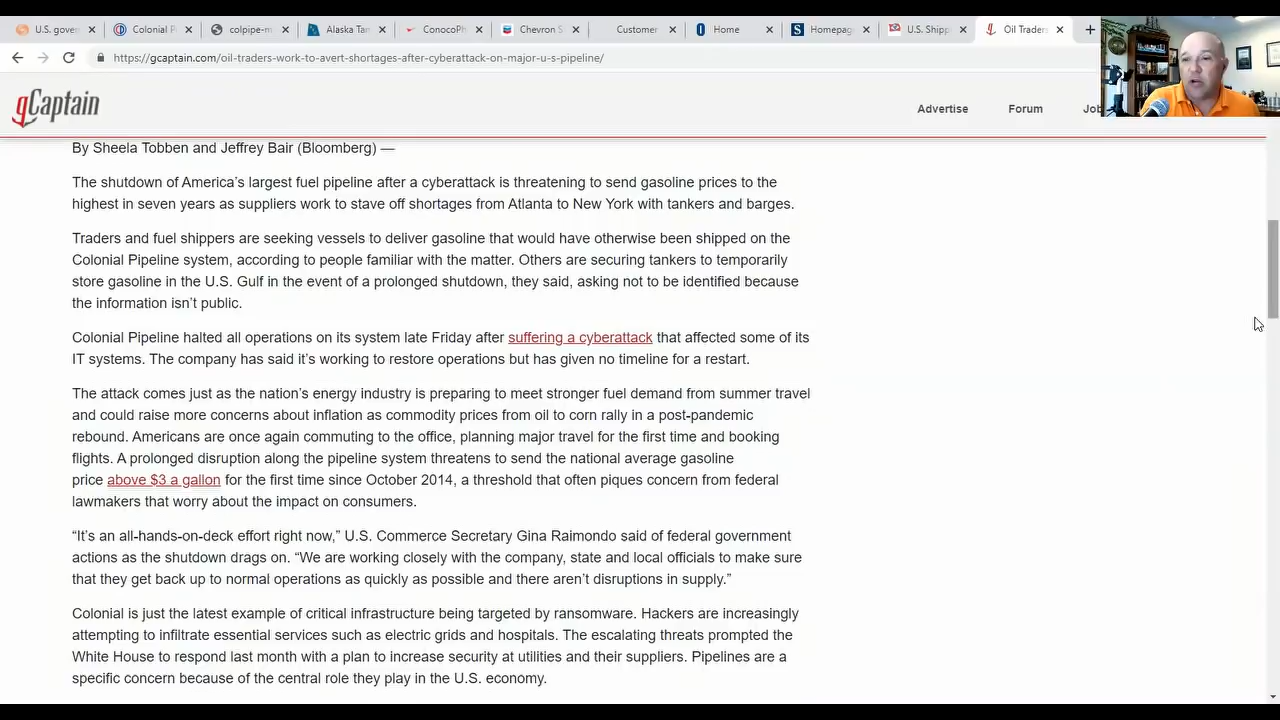 U.S. gover
Colonial P
colpipe-m
Alaska Tan
ConocoPh
Chevron S
Customer
Home
Homepag
U.S. Shipp
Oil Traders
https://gcaptain.com/oil-traders-work-to-avert-shortages-after-cyberattack-on-major-u-s-pipeline/
gCaptain
Advertise
Forum
Job
By Sheela Tobben and Jeffrey Bair (Bloomberg) —
The shutdown of America’s largest fuel pipeline after a cyberattack is threatening to send gasoline prices to the
highest in seven years as suppliers work to stave off shortages from Atlanta to New York with tankers and barges.
Traders and fuel shippers are seeking vessels to deliver gasoline that would have otherwise been shipped on the
Colonial Pipeline system, according to people familiar with the matter. Others are securing tankers to temporarily
store gasoline in the U.S. Gulf in the event of a prolonged shutdown, they said, asking not to be identified because
the information isn’t public.
Colonial Pipeline halted all operations on its system late Friday after suffering a cyberattack that affected some of its
IT systems. The company has said it’s working to restore operations but has given no timeline for a restart.
The attack comes just as the nation’s energy industry is preparing to meet stronger fuel demand from summer travel
and could raise more concerns about inflation as commodity prices from oil to corn rally in a post-pandemic
rebound. Americans are once again commuting to the office, planning major travel for the first time and booking
flights. A prolonged disruption along the pipeline system threatens to send the national average gasoline
price above $3 a gallon for the first time since October 2014, a threshold that often piques concern from federal
lawmakers that worry about the impact on consumers.
“It’s an all-hands-on-deck effort right now,” U.S. Commerce Secretary Gina Raimondo said of federal government
actions as the shutdown drags on. “We are working closely with the company, state and local officials to make sure
that they get back up to normal operations as quickly as possible and there aren’t disruptions in supply.”
Colonial is just the latest example of critical infrastructure being targeted by ransomware. Hackers are increasingly
attempting to infiltrate essential services such as electric grids and hospitals. The escalating threats prompted the
White House to respond last month with a plan to increase security at utilities and their suppliers. Pipelines are a
specific concern because of the central role they play in the U.S. economy.